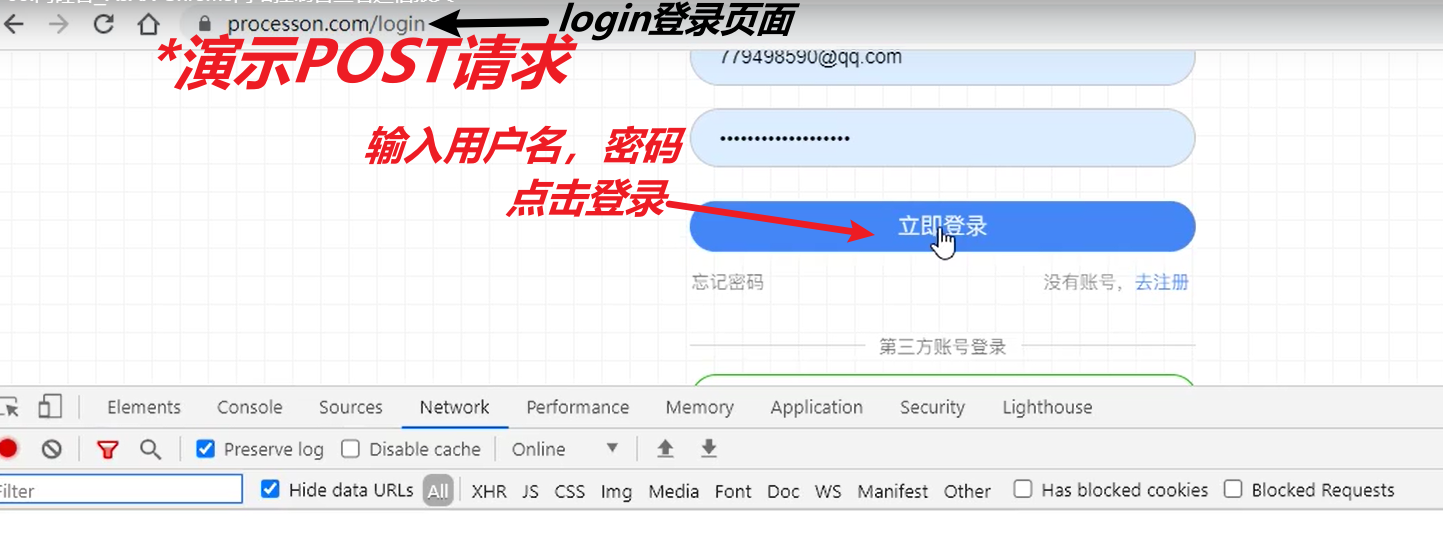 processon.com/login
login登录页面
*演示POST请求
779498590@qq.com
输入用户名，密码
点击登录
立即登录
忘记密码
没有账号，去注册
第三方账号登录
Elements Console Sources Network Performance Memory Application Security Lighthouse
Preserve log Disable cache Online
Filter Hide data URLs All XHR JS CSS Img Media Font Doc WS Manifest Other Has blocked cookies Blocked Requests